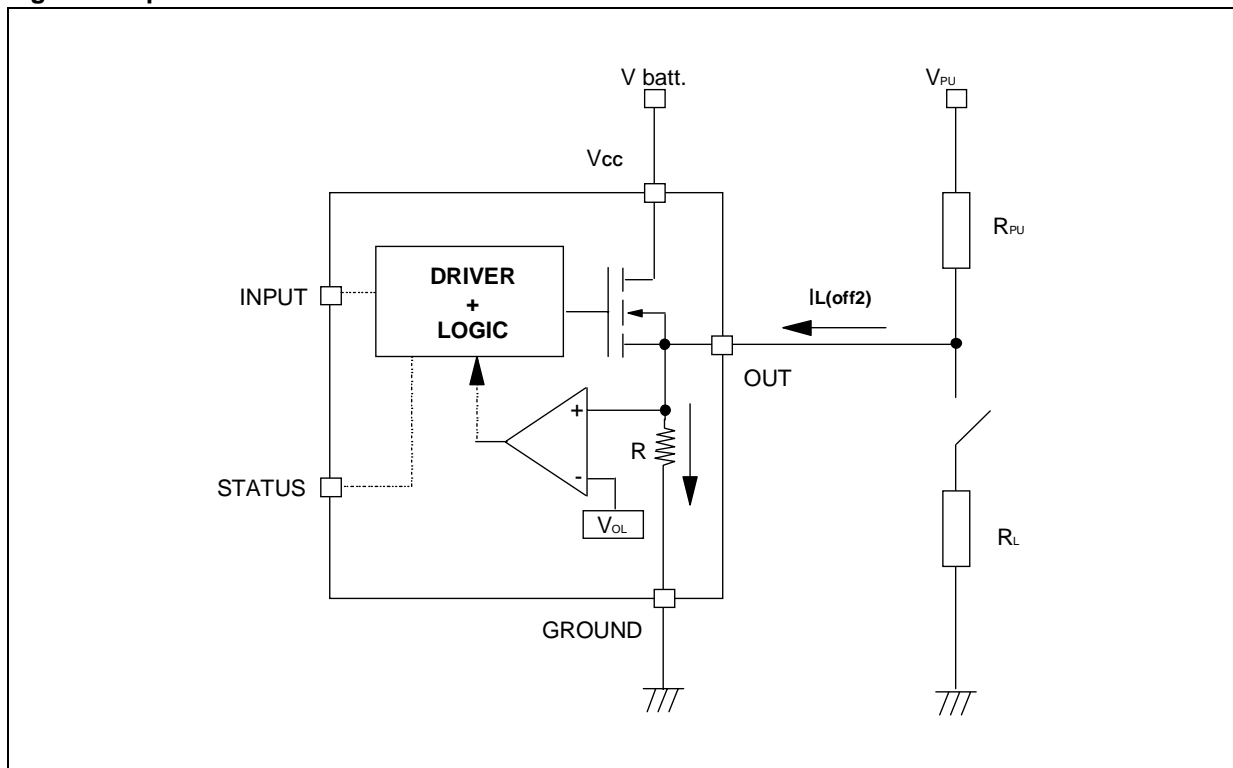 V batt.
VPU
Vcc
RPU
DRIVER
+
LOGIC
INPUT
IL(off2)
OUT
+
R
-
STATUS
VOL
RL
GROUND